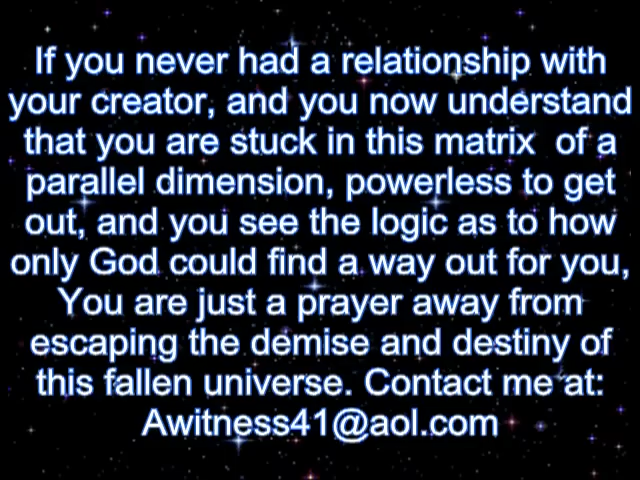 If you never had a relationship with
your creator, and you now understand
that you are stuck in this matrix  of a
parallel dimension, powerless to get
out, and you see the logic as to how
only God could find a way out for you,
You are just a prayer away from
escaping the demise and destiny of
this fallen universe. Contact me at:
Awitness41@aol.com